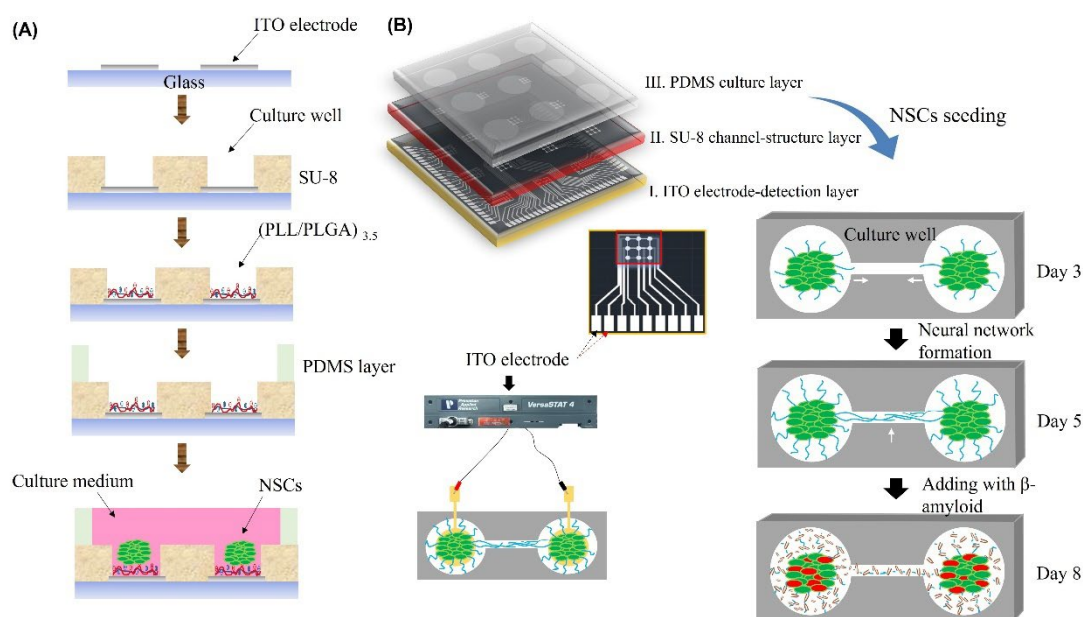 (A)
ITO electrode
Glass
Culture well
SU-8
(PLL/PLGA) 3.5
PDMS layer
Culture medium
NSCs
(B)
III. PDMS culture layer
II. SU-8 channel-structure layer
I. ITO electrode-detection layer
NSCs seeding
ITO electrode
VersaSTAT 4
Culture well
Day 3
Neural network
formation
Day 5
Adding with β-
amyloid
Day 8